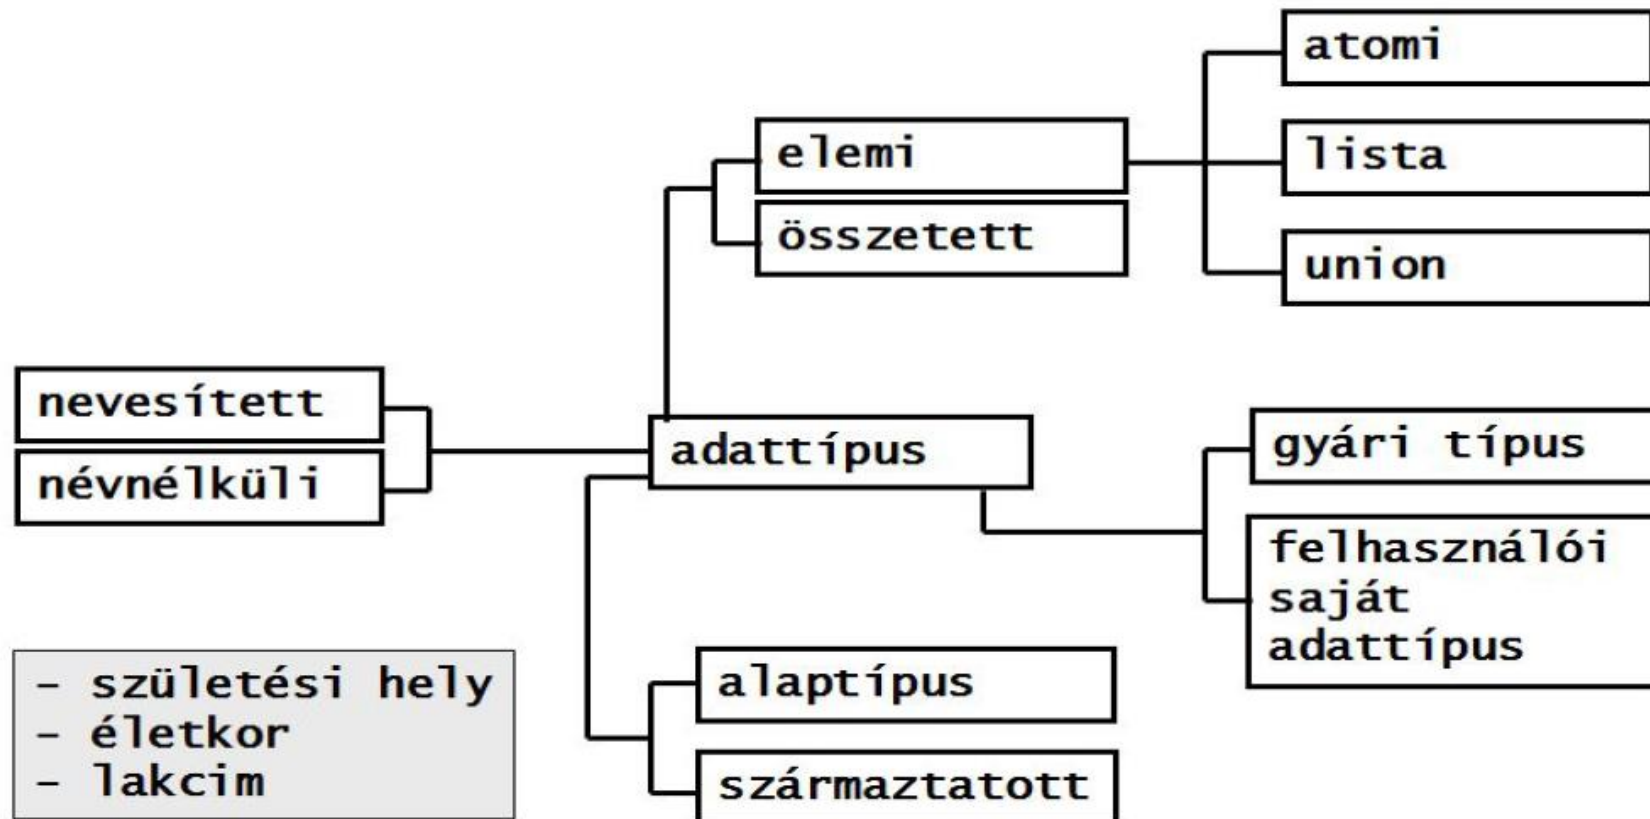 atomi
elemi
lista
összetett
union
nevesített
névnélküli
adattípus
gyári típus
felhasználói
saját
adattípus
- születési hely
- életkor
- lakcim
alaptípus
származtatott